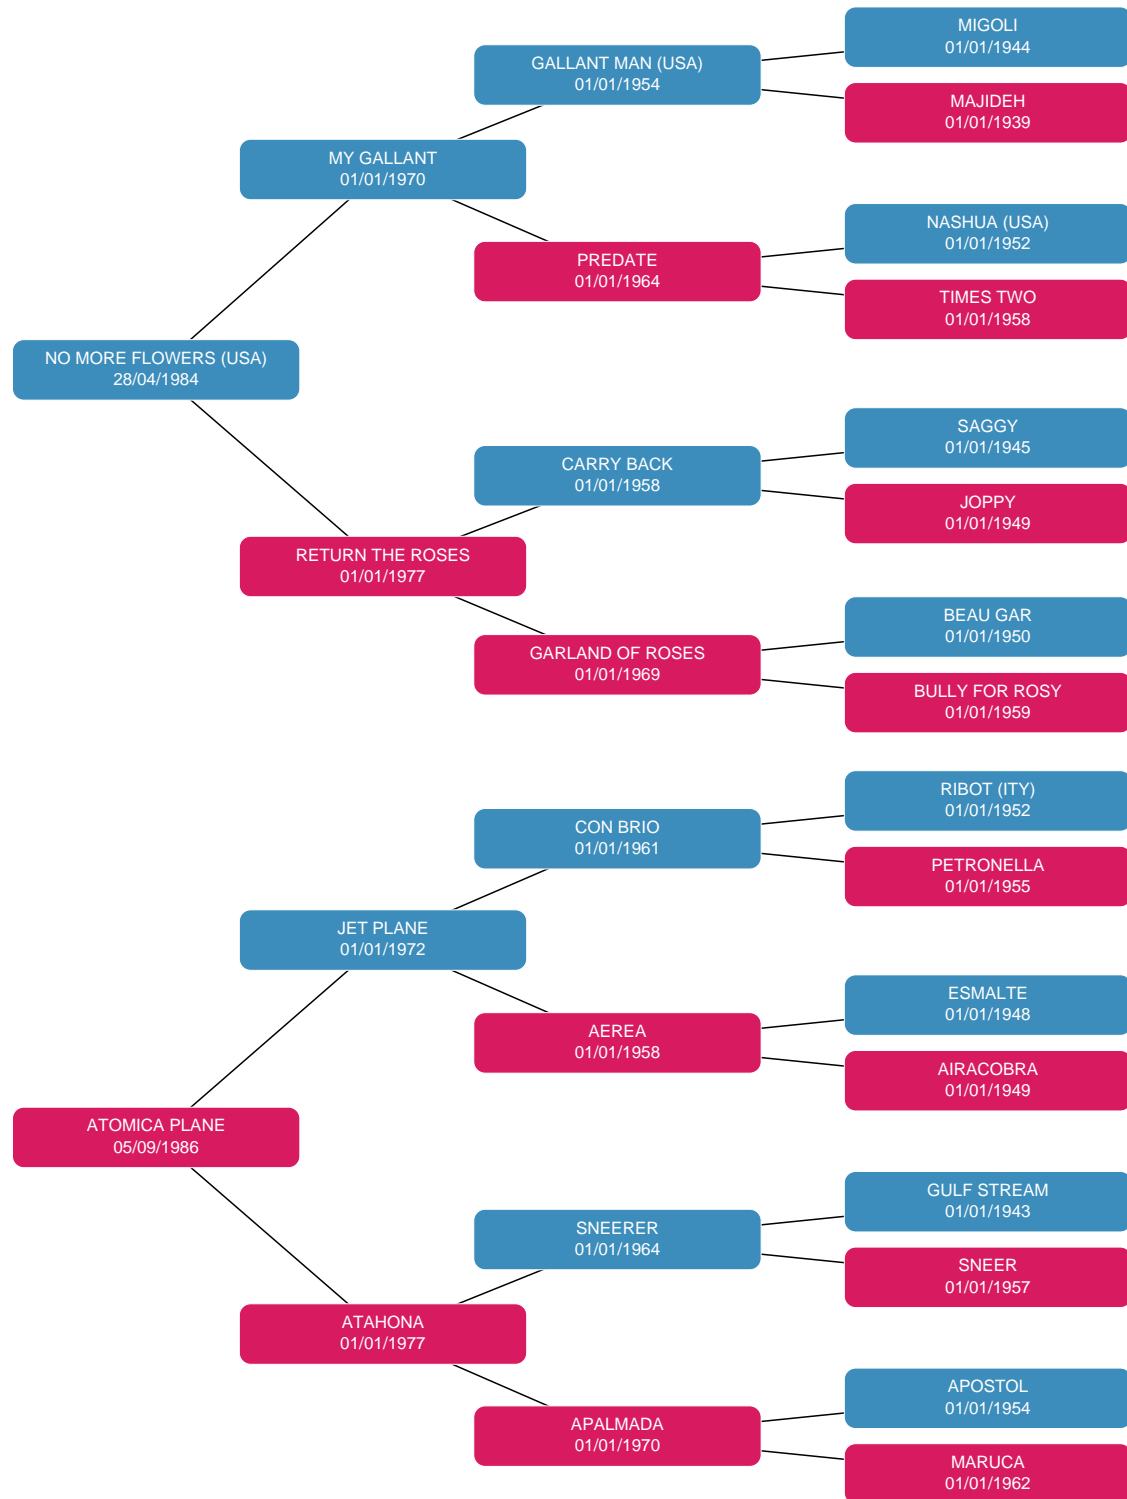 MIGOLI
01/01/1944
GALLANT MAN (USA)
01/01/1954
MAJIDEH
01/01/1939
MY GALLANT
01/01/1970
NASHUA (USA)
01/01/1952
PREDATE
01/01/1964
TIMES TWO
01/01/1958
NO MORE FLOWERS (USA)
28/04/1984
SAGGY
01/01/1945
CARRY BACK
01/01/1958
JOPPY
01/01/1949
RETURN THE ROSES
01/01/1977
BEAU GAR
01/01/1950
GARLAND OF ROSES
01/01/1969
BULLY FOR ROSY
01/01/1959
RIBOT (ITY)
01/01/1952
CON BRIO
01/01/1961
PETRONELLA
01/01/1955
JET PLANE
01/01/1972
ESMALTE
01/01/1948
AEREA
01/01/1958
AIRACOBRA
01/01/1949
ATOMICA PLANE
05/09/1986
GULF STREAM
01/01/1943
SNEERER
01/01/1964
SNEER
01/01/1957
ATAHONA
01/01/1977
APOSTOL
01/01/1954
APALMADA
01/01/1970
MARUCA
01/01/1962